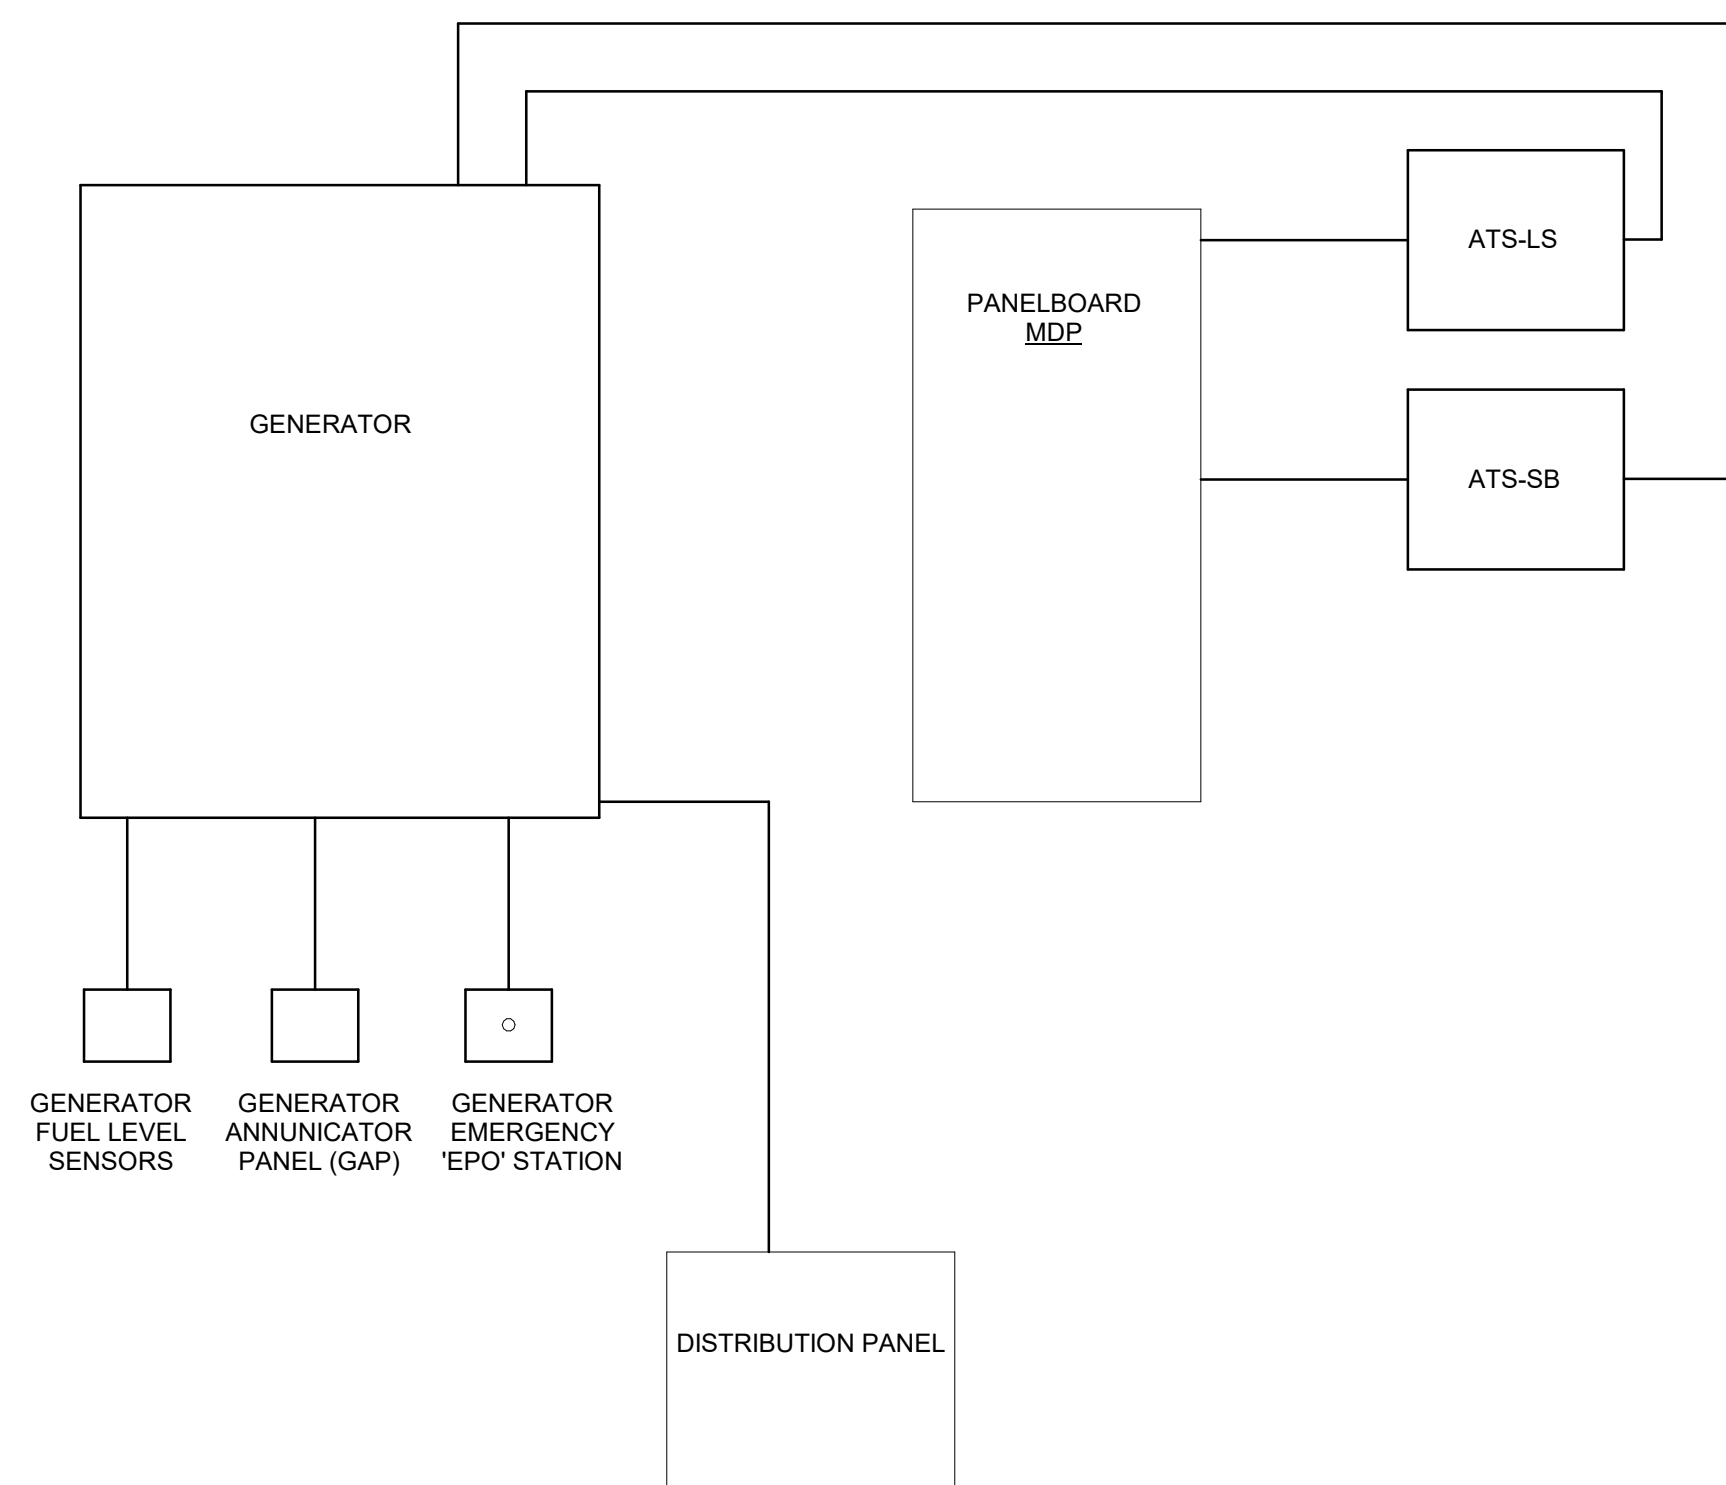 ATS-LS
PANELBOARD
MDP
GENERATOR
ATS-SB
GENERATOR
FUEL LEVEL
SENSORS
GENERATOR
ANNUNICATOR
PANEL (GAP)
GENERATOR
EMERGENCY
'EPO' STATION
DISTRIBUTION PANEL